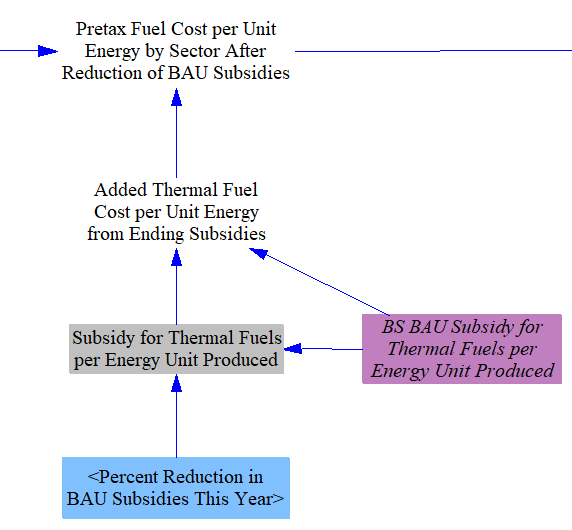 Pretax Fuel Cost per Unit
Energy by Sector After
Reduction of BAU Subsidies
Added Thermal Fuel
Cost per Unit Energy
from Ending Subsidies
Subsidy for Thermal Fuels
per Energy Unit Produced
BS BAU Subsidy for
Thermal Fuels per
Energy Unit Produced
<Percent Reduction in
BAU Subsidies This Year>